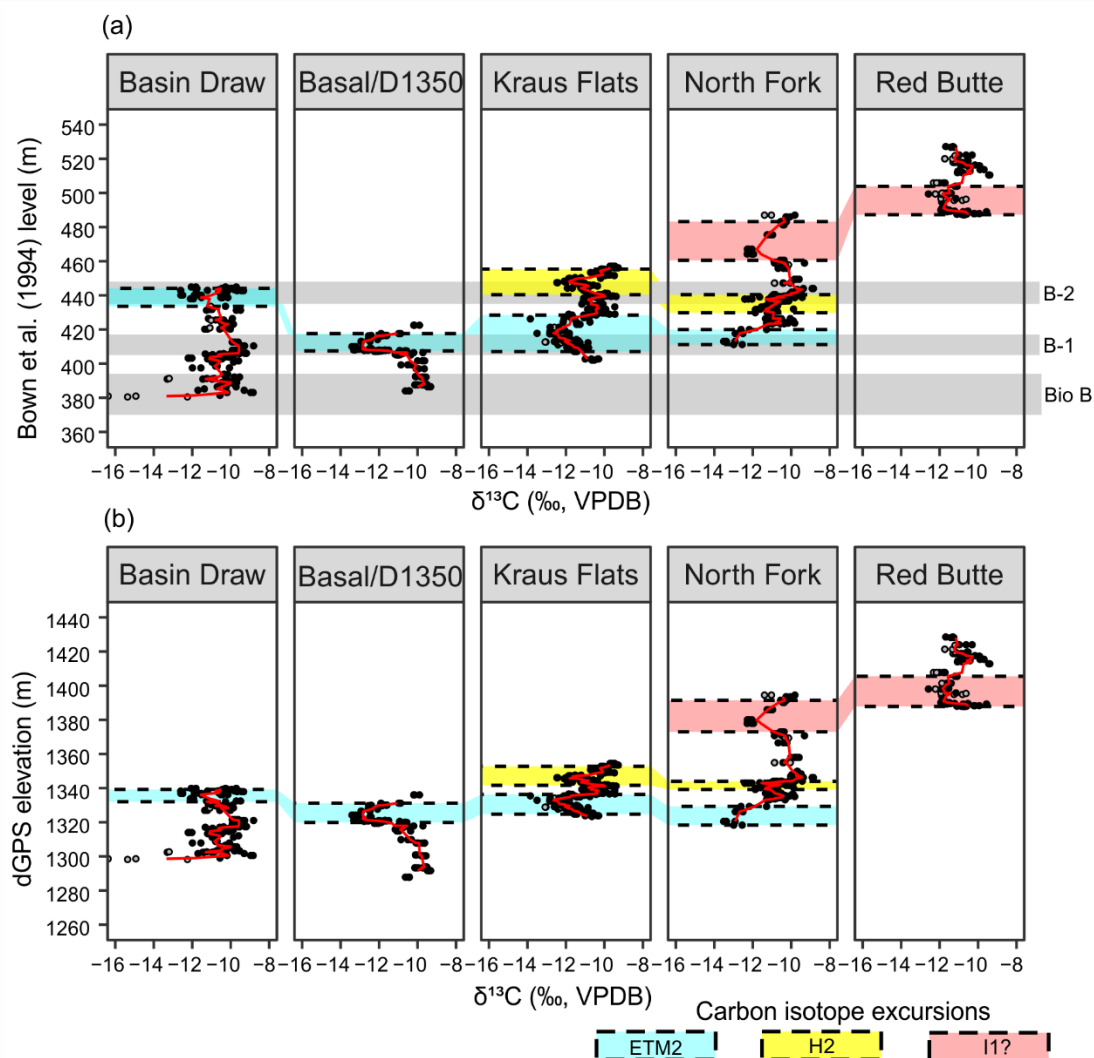 (a)
Basin Draw
Basal/D1350
Kraus Flats
North Fork
Red Butte
Bown et al. (1994) level (m)
540
520
500
480
460
440
420
400
380
360
B-2
B-1
Bio B
−16 −14 −12 −10 −8
−16 −14 −12 −10 −8
−16 −14 −12 −10 −8
−16 −14 −12 −10 −8
−16 −14 −12 −10 −8
δ¹³C (‰, VPDB)
(b)
Basin Draw
Basal/D1350
Kraus Flats
North Fork
Red Butte
dGPS elevation (m)
1440
1420
1400
1380
1360
1340
1320
1300
1280
1260
−16 −14 −12 −10 −8
−16 −14 −12 −10 −8
−16 −14 −12 −10 −8
−16 −14 −12 −10 −8
−16 −14 −12 −10 −8
δ¹³C (‰, VPDB)
Carbon isotope excursions
ETM2
H2
I1?